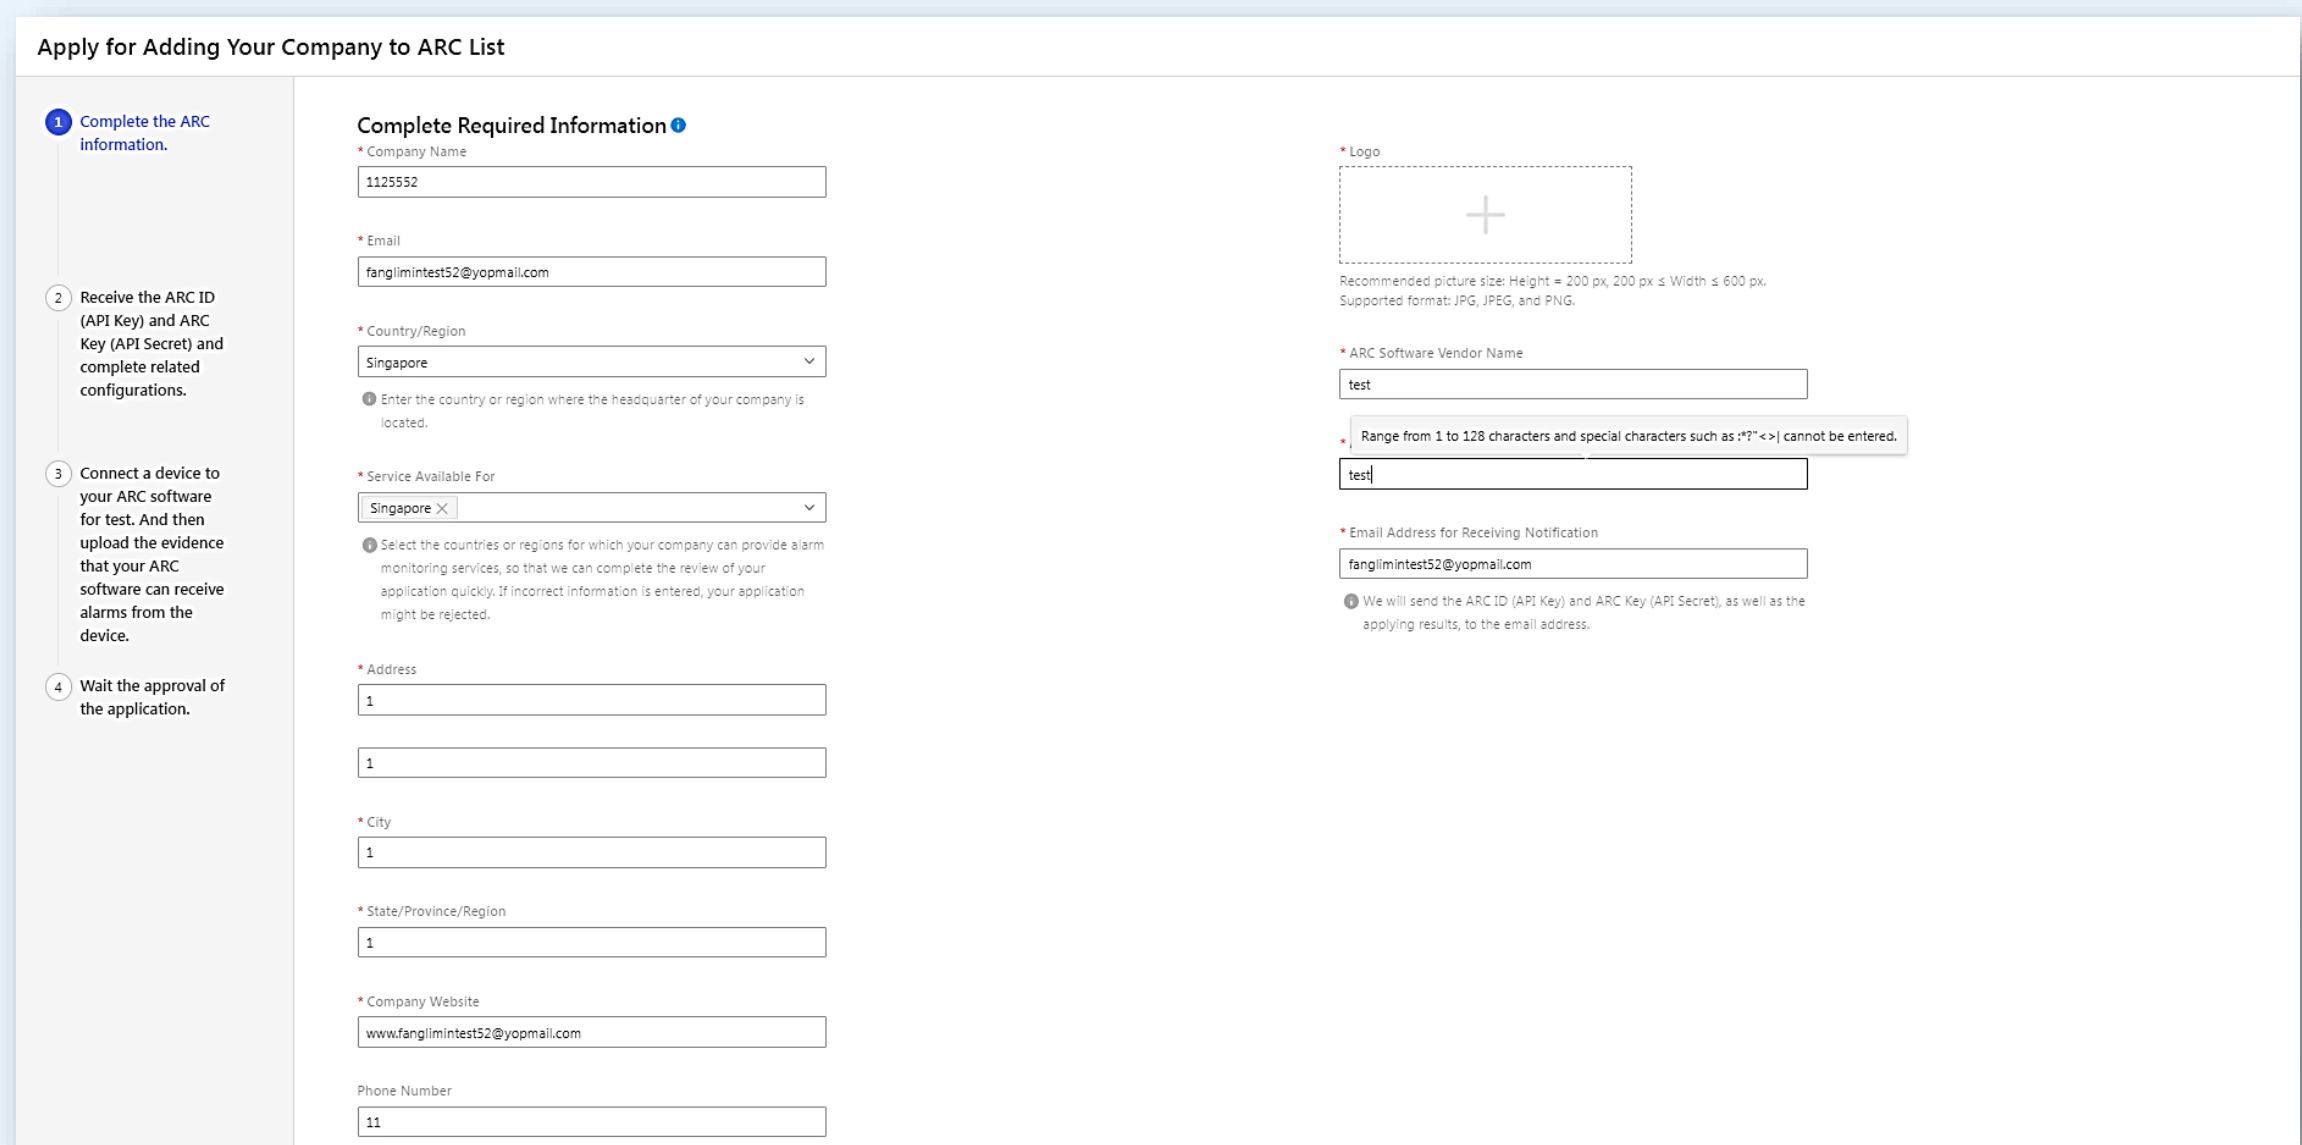 Apply for Adding Your Company to ARC List
1 Complete the ARC
information.
2 Receive the ARC ID
(API Key) and ARC
Key (API Secret) and
complete related
configurations.
3 Connect a device to
your ARC software
for test. And then
upload the evidence
that your ARC
software can receive
alarms from the
device.
4 Wait the approval of
the application.
Complete Required Information
* Company Name
1125552
* Email
fanglimintest52@yopmail.com
* Country/Region
Singapore
Enter the country or region where the headquarter of your company is
located.
* Service Available For
Singapore
Select the countries or regions for which your company can provide alarm
monitoring services, so that we can complete the review of your
application quickly. If incorrect information is entered, your application
might be rejected.
* Address
1
1
* City
1
* State/Province/Region
1
* Company Website
www.fanglimintest52@yopmail.com
Phone Number
11
* Logo
Recommended picture size: Height = 200 px, 200 px ≤ Width ≤ 600 px.
Supported format: JPG, JPEG, and PNG.
* ARC Software Vendor Name
test
Range from 1 to 128 characters and special characters such as :*?"<>| cannot be entered.
*
test
* Email Address for Receiving Notification
fanglimintest52@yopmail.com
We will send the ARC ID (API Key) and ARC Key (API Secret), as well as the
applying results, to the email address.